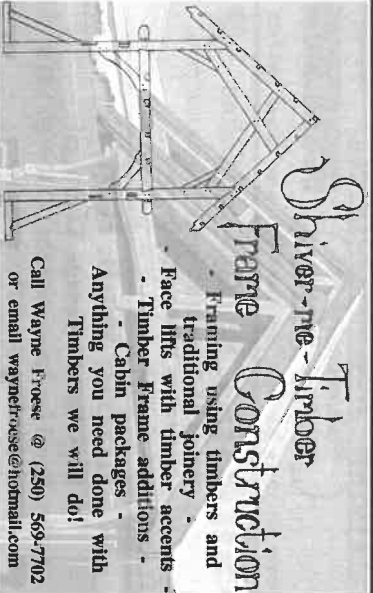 Shiver-me-Timber
Frame Construction
- Framing using timbers and
traditional joinery -
- Face lifts with timber accents -
- Timber Frame additions -
- Cabin packages -
Anything you need done with
Timbers we will do!
Call Wayne Froese @ (250) 569-7702
or email waynefroese@hotmail.com